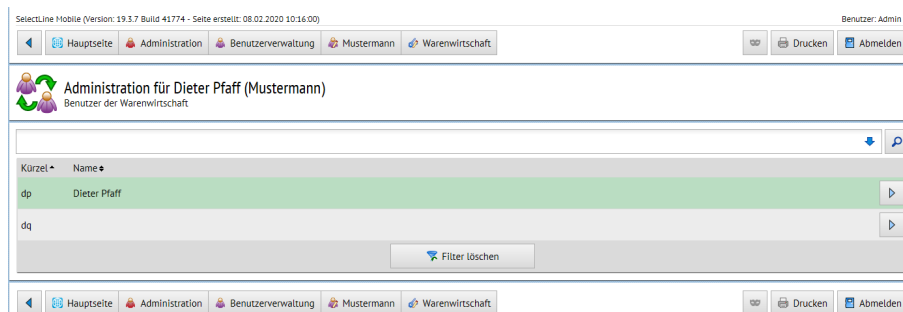 SelectLine Mobile (Version: 19.3.7 Build 41774 - Seite erstellt: 08.02.2020 10:16:00) Benutzer: Admin
Hauptseite Administration Benutzerverwaltung Mustermann Warenwirtschaft Drucken Abmelden
Administration für Dieter Pfaff (Mustermann)
Benutzer der Warenwirtschaft
Kürzel Name
dp Dieter Pfaff
dq
Filter löschen
Hauptseite Administration Benutzerverwaltung Mustermann Warenwirtschaft Drucken Abmelden